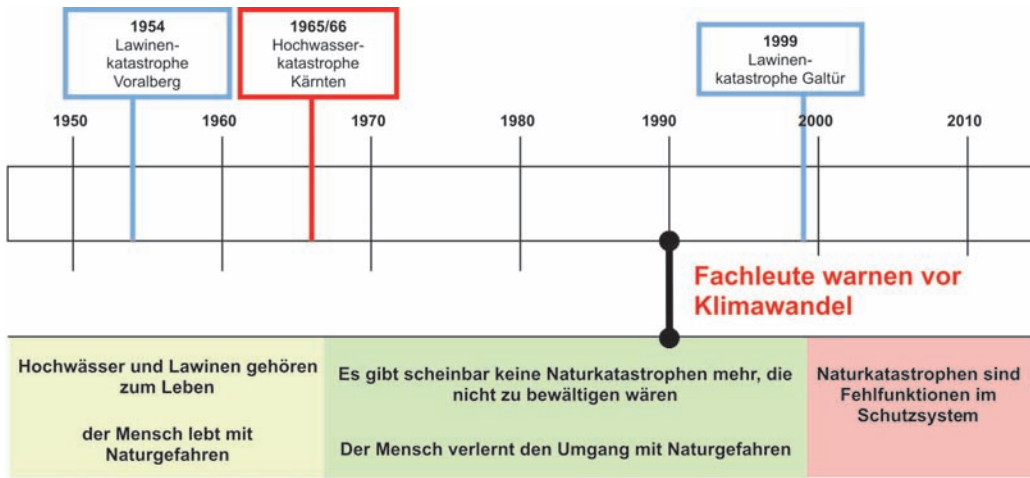 1954
Lawinen-
katastrophe
Voralberg
1965/66
Hochwasser-
katastrophe
Kärnten
1999
Lawinen-
katastrophe Galtür
1950
1960
1970
1980
1990
2000
2010
Fachleute warnen vor
Klimawandel
Hochwässer und Lawinen gehören
zum Leben
der Mensch lebt mit
Naturgefahren
Es gibt scheinbar keine Naturkatastrophen mehr, die
nicht zu bewältigen wären
Der Mensch verlernt den Umgang mit Naturgefahren
Naturkatastrophen sind
Fehlfunktionen im
Schutzsystem